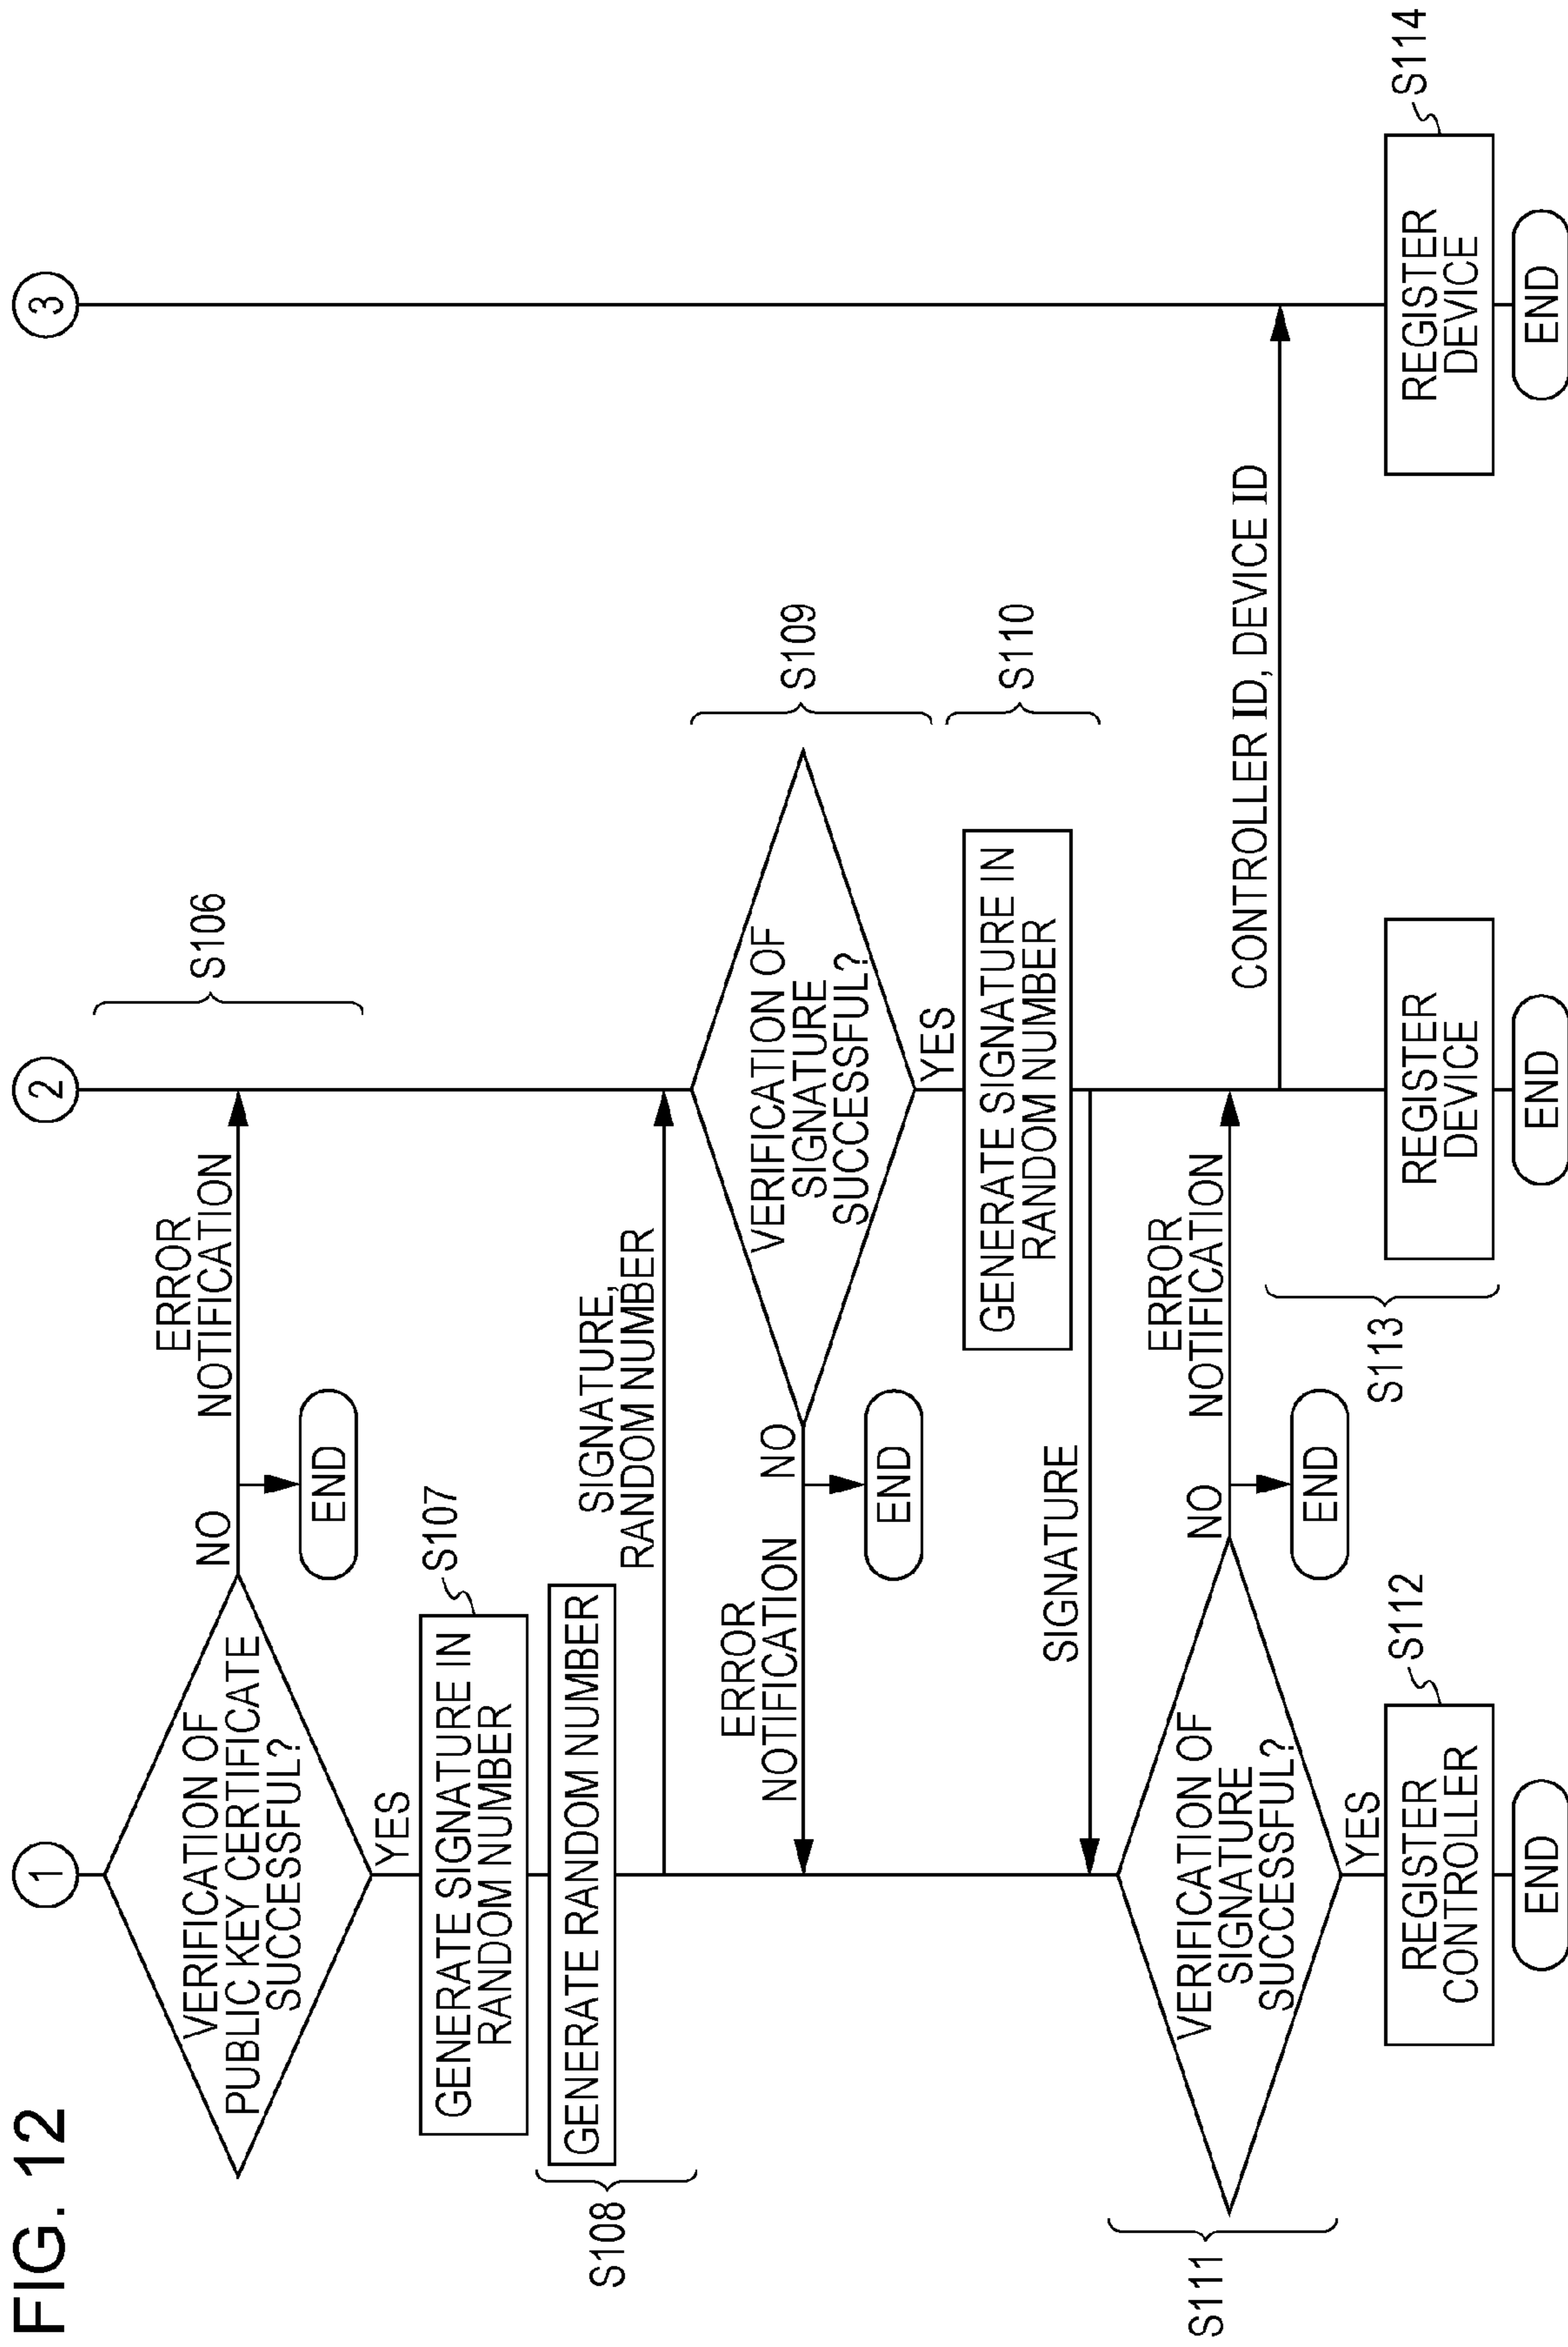 FIG. 12
1
2
3
VERIFICATION OF
PUBLIC KEY CERTIFICATE
SUCCESSFUL?
NO
ERROR
NOTIFICATION
S106
END
YES
GENERATE SIGNATURE IN
RANDOM NUMBER
S107
GENERATE RANDOM NUMBER
S108
SIGNATURE,
RANDOM NUMBER
VERIFICATION OF
SIGNATURE
SUCCESSFUL?
S109
NO
ERROR
NOTIFICATION
END
YES
GENERATE SIGNATURE IN
RANDOM NUMBER
S110
SIGNATURE
VERIFICATION OF
SIGNATURE
SUCCESSFUL?
S111
NO
ERROR
NOTIFICATION
END
CONTROLLER ID, DEVICE ID
YES
REGISTER
CONTROLLER
S112
REGISTER
DEVICE
S113
REGISTER
DEVICE
S114
END
END
END